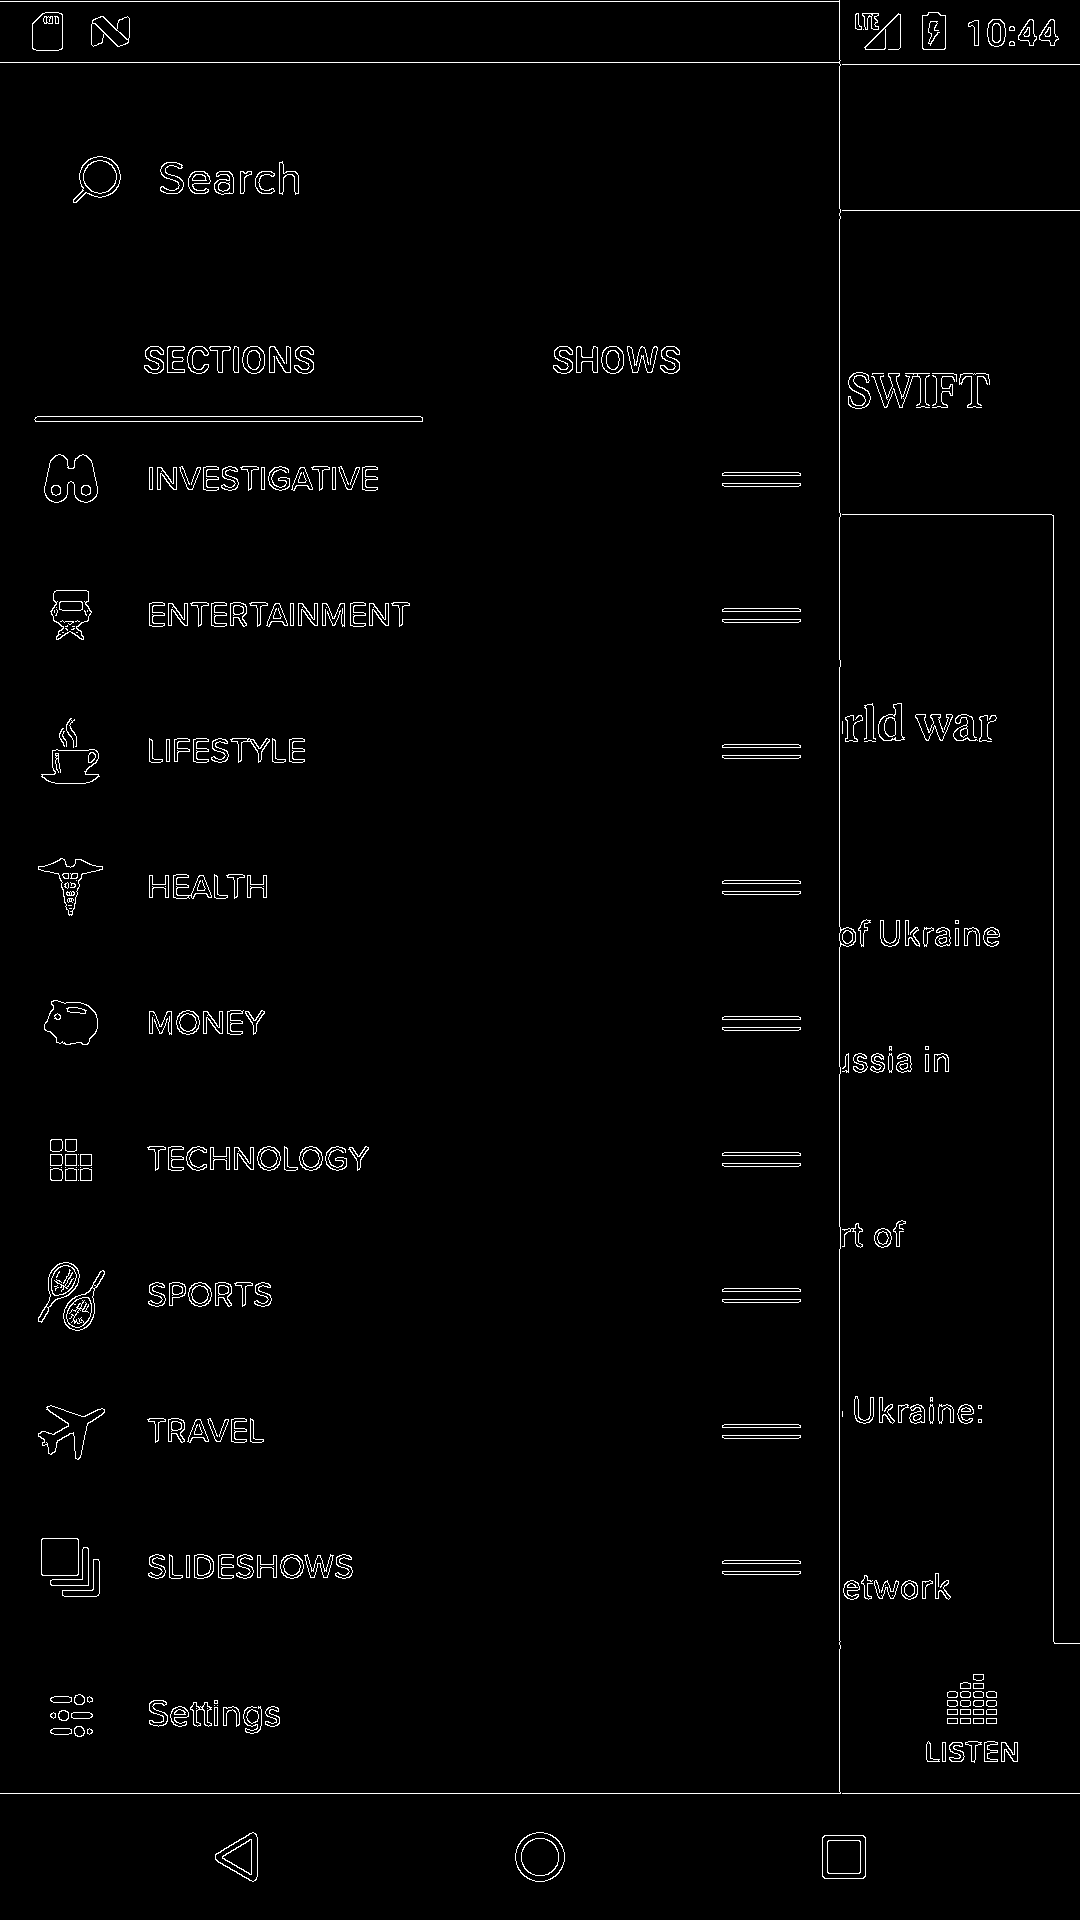 LTE 10:44
Search
SECTIONS SHOWS
SWIFT
INVESTIGATIVE
ENTERTAINMENT
LIFESTYLE
rld war
HEALTH
of Ukraine
MONEY
ussia in
TECHNOLOGY
rt of
SPORTS
Ukraine:
TRAVEL
SLIDESHOWS
etwork
Settings
LISTEN